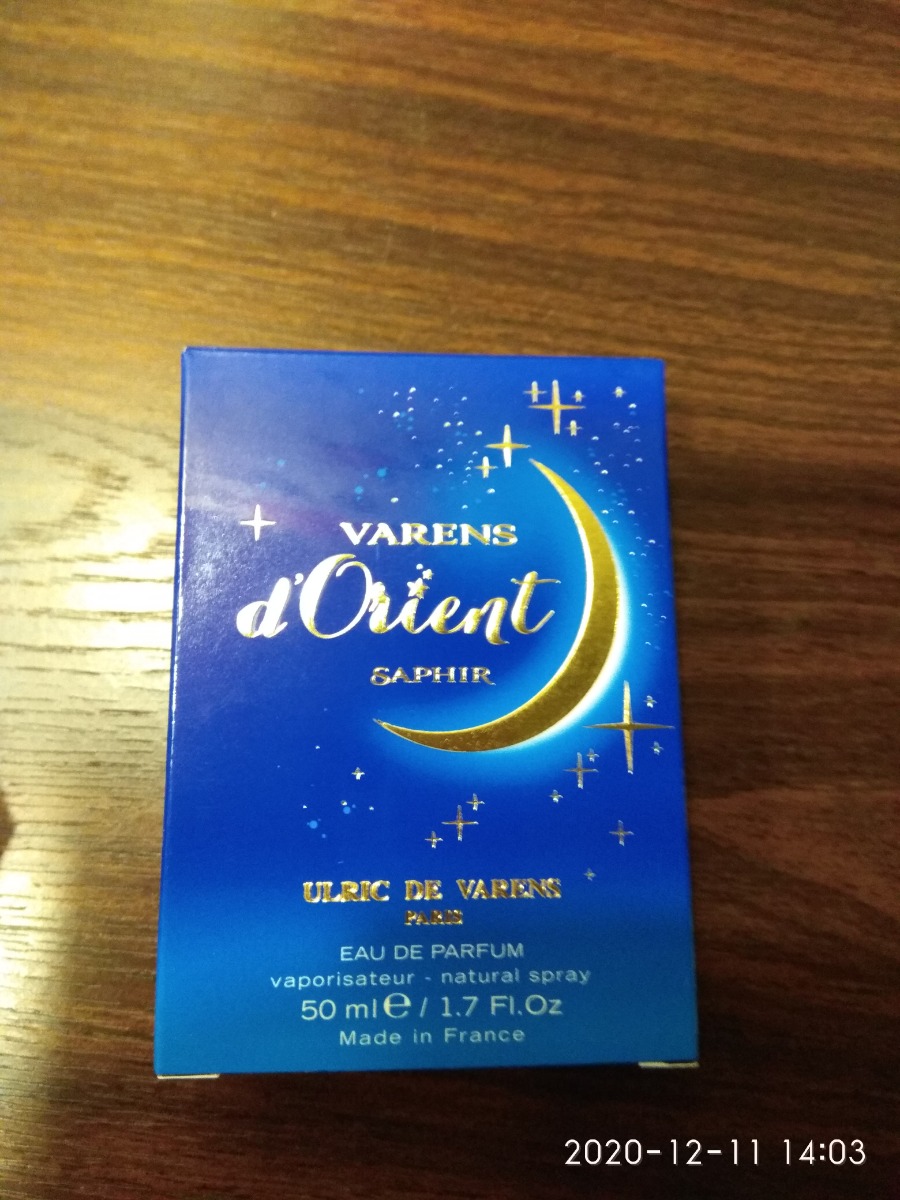 VARENS
d'Orient
SAPHIR
ULRIC DE VARENS
PARIS
EAU DE PARFUM
vaporisateur - natural spray
50 ml e / 1.7 Fl.Oz
Made in France
2020-12-11 14:03